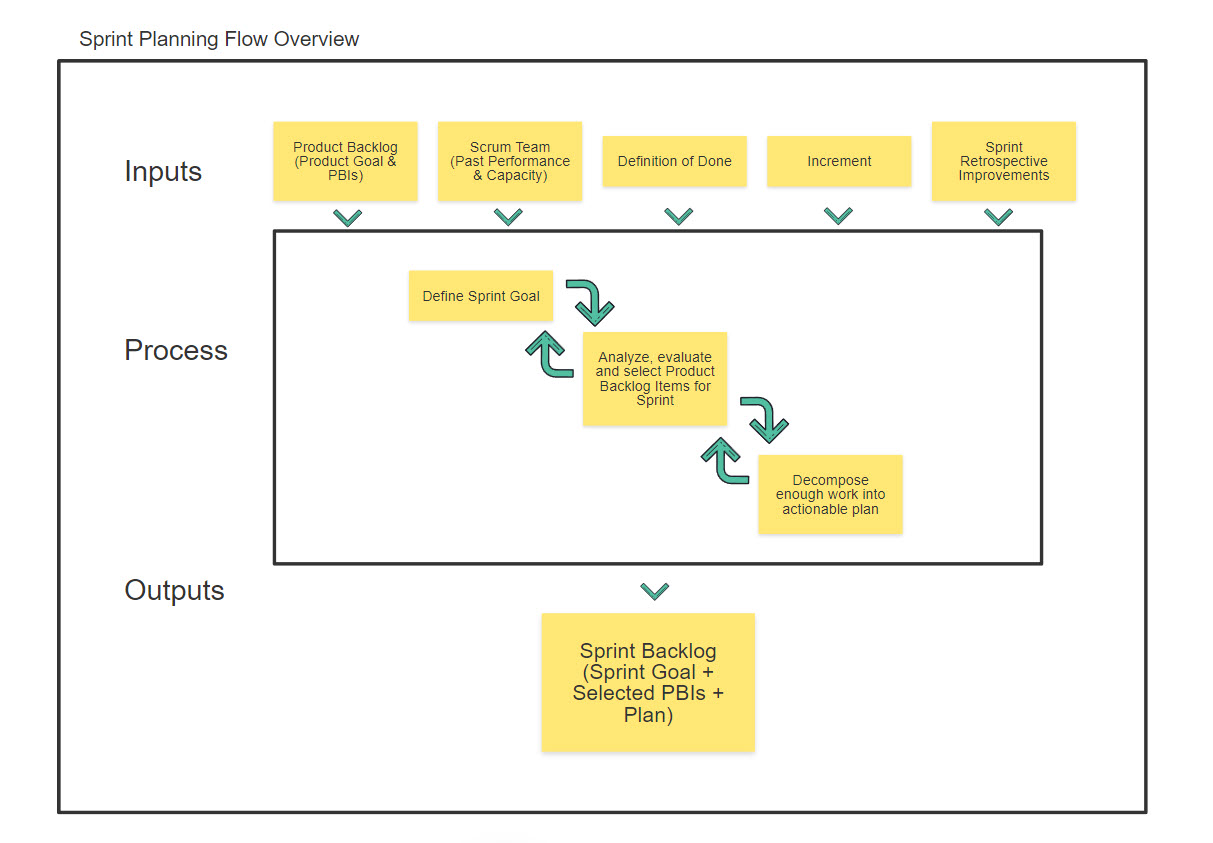 Sprint Planning Flow Overview
Inputs
Product Backlog
(Product Goal &
PBIs)
Scrum Team
(Past Performance
& Capacity)
Definition of Done
Increment
Sprint
Retrospective
Improvements
Process
Define Sprint Goal
Analyze, evaluate
and select Product
Backlog Items for
Sprint
Decompose
enough work into
actionable plan
Outputs
Sprint Backlog
(Sprint Goal +
Selected PBIs +
Plan)